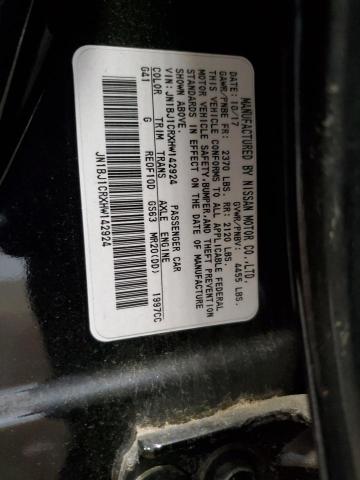 MANUFACTURED BY NISSAN MOTOR CO.,LTD.
10/17 GVWR/PNBV: 4455 LBS.
GAWR/PNBE FR: 2370 LBS. RR: 2120 LBS.
THIS VEHICLE CONFORMS TO ALL APPLICABLE FEDERAL
MOTOR VEHICLE SAFETY,BUMPER,AND THEFT PREVENTION
STANDARDS IN EFFECT ON THE DATE OF MANUFACTURE
SHOWN ABOVE.
VIN:JN1BJ1CRXHW142924 PASSENGER CAR
COLOR TRIM TRANS AXLE ENGINE
G41 G RE0F10D GS63 MR20(DD) 1997CC
JN1BJ1CRXHW142924